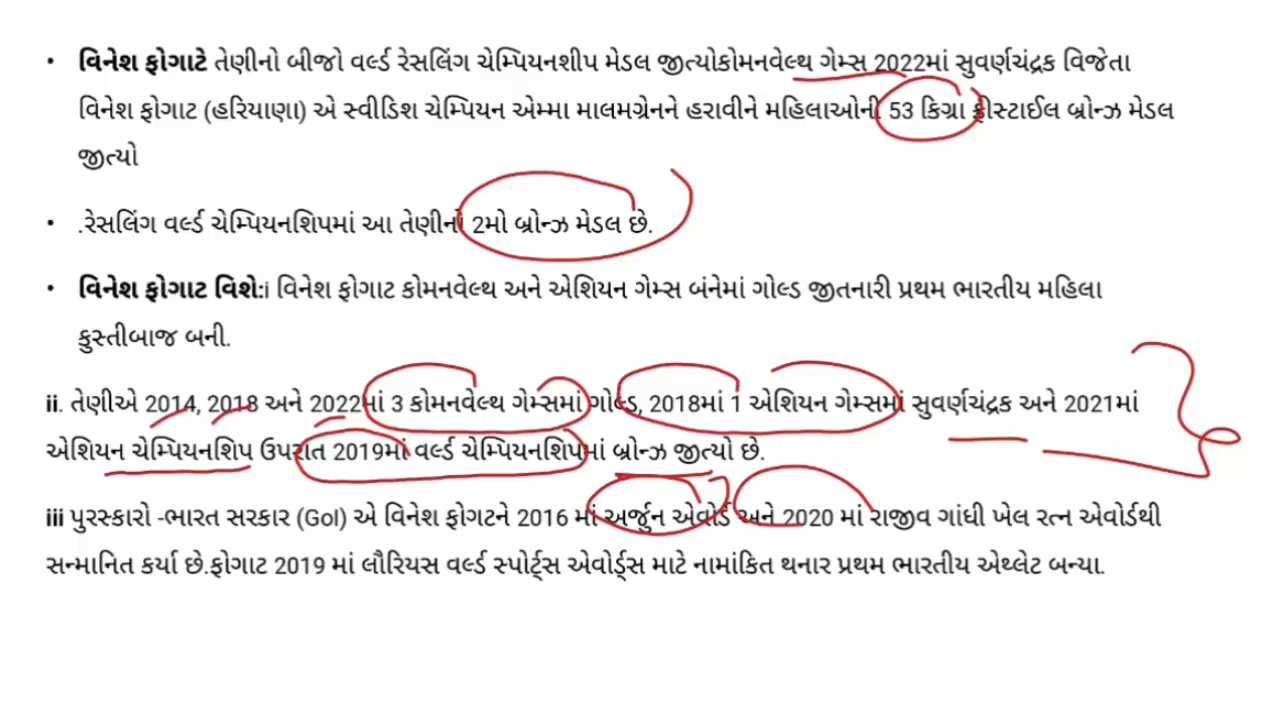 • વિનેશ ફોગાટે તેણીનો બીજો વર્લ્ડ રેસલિંગ ચેમ્પિયનશીપ મેડલ જીત્યોકોમનવેલ્થ ગેમ્સ 2022માં સુવર્ણચંદ્રક વિજેતા
વિનેશ ફોગાટ (હરિયાણા) એ સ્વીડિશ ચેમ્પિયન એમ્મા માલમગ્રેનને હરાવીને મહિલાઓની 53 કિગ્રા ફ્રીસ્ટાઈલ બ્રોન્ઝ મેડલ
જીત્યો
• .રેસલિંગ વર્લ્ડ ચેમ્પિયનશિપમાં આ તેણીનો 2મો બ્રોન્ઝ મેડલ છે.
• વિનેશ ફોગાટ વિશે:i વિનેશ ફોગાટ કોમનવેલ્થ અને એશિયન ગેમ્સ બંનેમાં ગોલ્ડ જીતનારી પ્રથમ ભારતીય મહિલા
કુસ્તીબાજ બની.
ii. તેણીએ 2014, 2018 અને 2022માં 3 કોમનવેલ્થ ગેમ્સમાં ગોલ્ડ, 2018માં 1 એશિયન ગેમ્સમાં સુવર્ણચંદ્રક અને 2021માં
એશિયન ચેમ્પિયનશિપ ઉપરાંત 2019માં વર્લ્ડ ચેમ્પિયનશિપમાં બ્રોન્ઝ જીત્યો છે.
iii પુરસ્કારો -ભારત સરકાર (GoI) એ વિનેશ ફોગટને 2016 માં અર્જુન એવોર્ડ અને 2020 માં રાજીવ ગાંધી ખેલ રત્ન એવોર્ડથી
સન્માનિત કર્યા છે.ફોગાટ 2019 માં લૌરિયસ વર્લ્ડ સ્પોર્ટ્સ એવોર્ડ્સ માટે નામાંકિત થનાર પ્રથમ ભારતીય એથ્લેટ બન્યા.